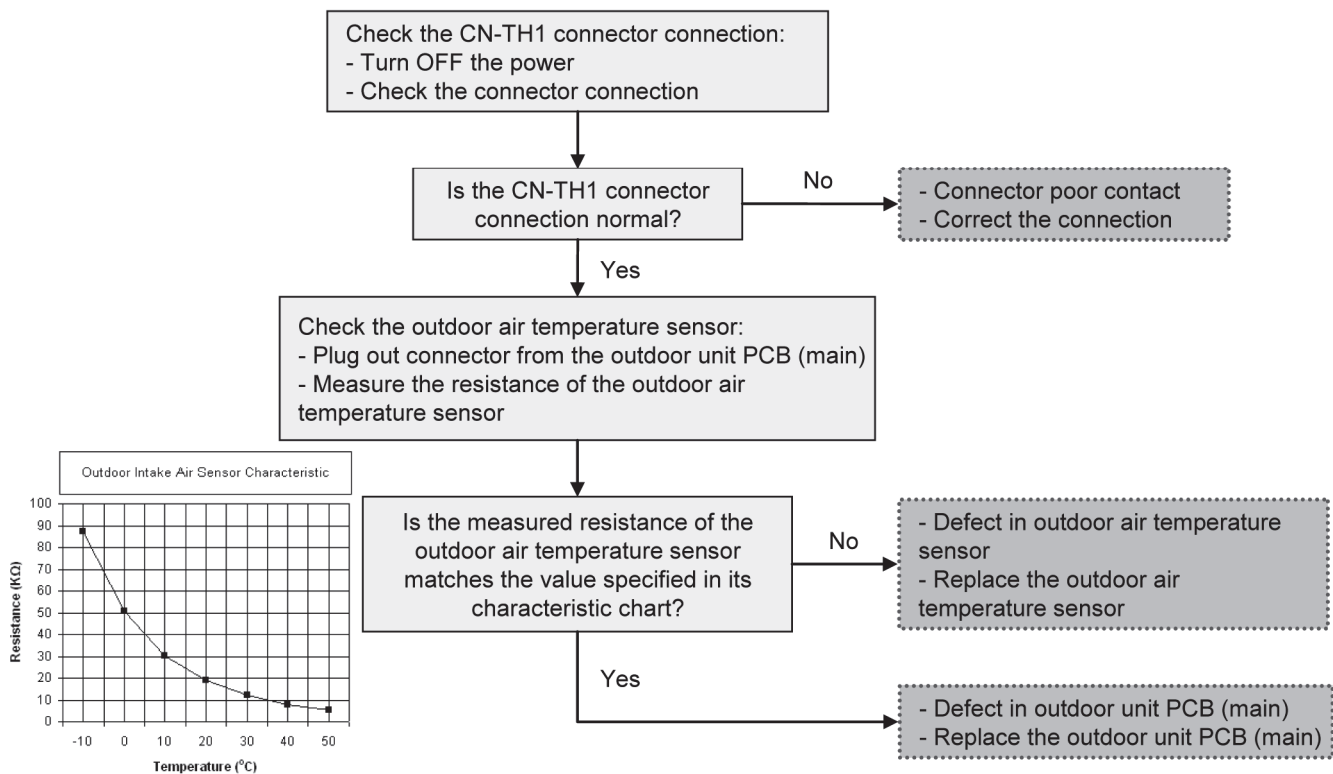 Check the CN-TH1 connector connection:
- Turn OFF the power
- Check the connector connection
Is the CN-TH1 connector
connection normal?
No
- Connector poor contact
- Correct the connection
Yes
Check the outdoor air temperature sensor:
- Plug out connector from the outdoor unit PCB (main)
- Measure the resistance of the outdoor air
temperature sensor
Is the measured resistance of the
outdoor air temperature sensor
matches the value specified in its
characteristic chart?
No
- Defect in outdoor air temperature
sensor
- Replace the outdoor air
temperature sensor
Yes
- Defect in outdoor unit PCB (main)
- Replace the outdoor unit PCB (main)
Outdoor Intake Air Sensor Characteristic
Resistance (KΩ)
100
90
80
70
60
50
40
30
20
10
0
-10 0 10 20 30 40 50
Temperature (°C)